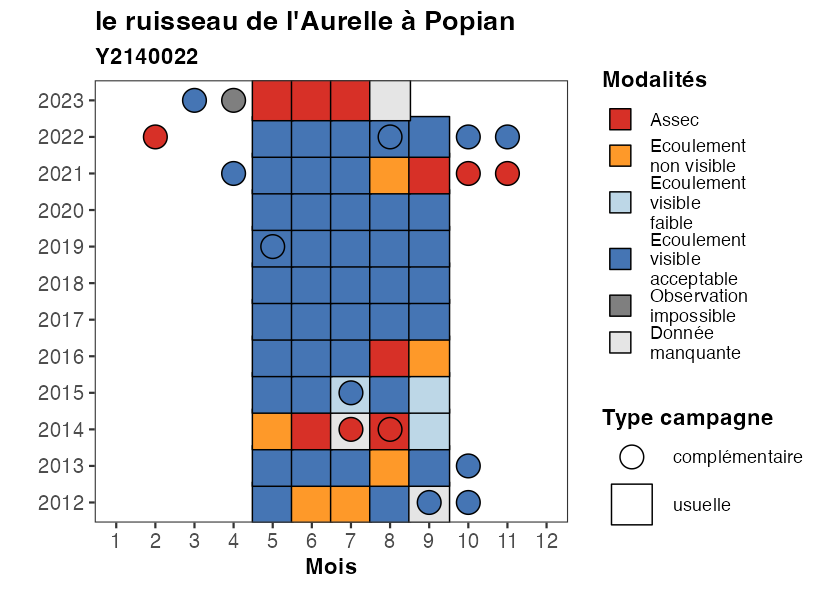 le ruisseau de l'Aurelle à Popian
Y2140022
2023
2022
2021
2020
2019
2018
2017
2016
2015
2014
2013
2012
1 2 3 4 5 6 7 8 9 10 11 12
Mois
Modalités
Assec
Ecoulement
non visible
Ecoulement
visible
faible
Ecoulement
visible
acceptable
Observation
impossible
Donnée
manquante
Type campagne
complémentaire
usuelle